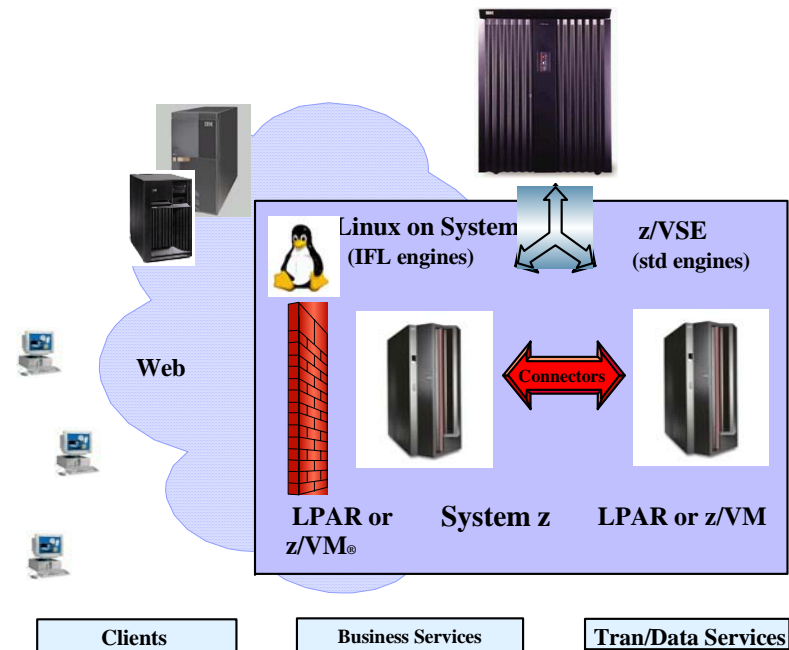 Linux on System
(IFL engines)
z/VSE
(std engines)
Web
Connectors
LPAR or
z/VM®
System z
LPAR or z/VM
Clients
Business Services
Tran/Data Services